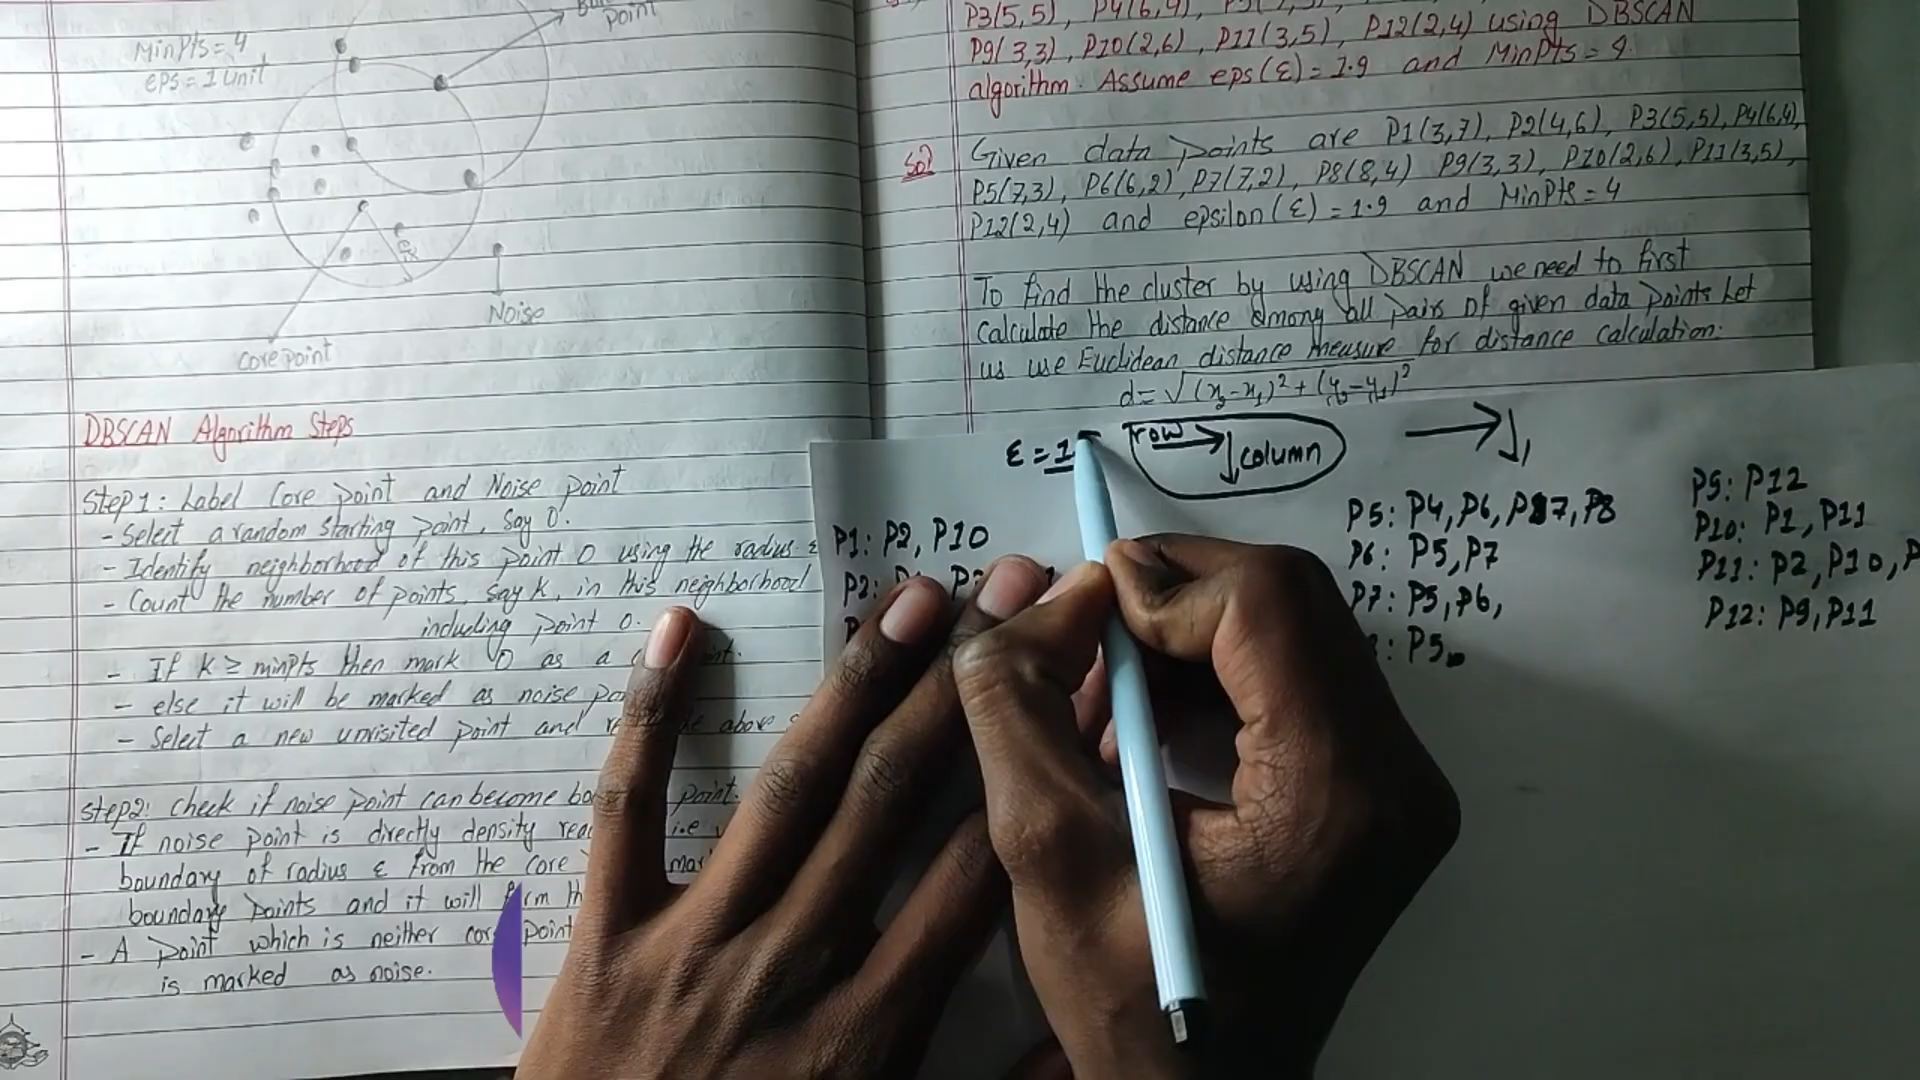 MinPts = 4
eps = 1 unit
point
Noise
core point
DBSCAN Algorithm Steps
Step 1: Label Core point and Noise point
- Select a random starting point, say O.
- Identify neighborhood of this point O using the radius ε
- Count the number of points, say k, in this neighborhood
including point O.
- If k ≥ minpts then mark O as a
- else it will be marked as noise
- Select a new unvisited point and above
Step 2: Check if noise point can become point.
- If noise point is directly density i.e
boundary of radius ε from the core
boundary points and it will form
- A point which is neither core point
is marked as noise.
P3(5,5), P4(6,4),
P9(3,3), P10(2,6), P11(3,5), P12(2,4) using DBSCAN
algorithm. Assume eps(ε) = 1.9 and MinPts = 4.
Sol
Given data points are P1(3,7), P2(4,6), P3(5,5), P4(6,4),
P5(7,3), P6(6,2), P7(7,2), P8(8,4) P9(3,3), P10(2,6), P11(3,5),
P12(2,4) and epsilon(ε) = 1.9 and MinPts = 4
To find the cluster by using DBSCAN we need to first
calculate the distance among all pairs of given data points Let
us use Euclidean distance measure for distance calculation.
d = √(x2-x1)² + (y2-y1)²
ε = 1
row
column
P1: P2, P10
P2:
P5: P4, P6, P7, P8
P6: P5, P7
P7: P5, P6,
: P5
P9: P12
P10: P1, P11
P11: P2, P10,
P12: P9, P11